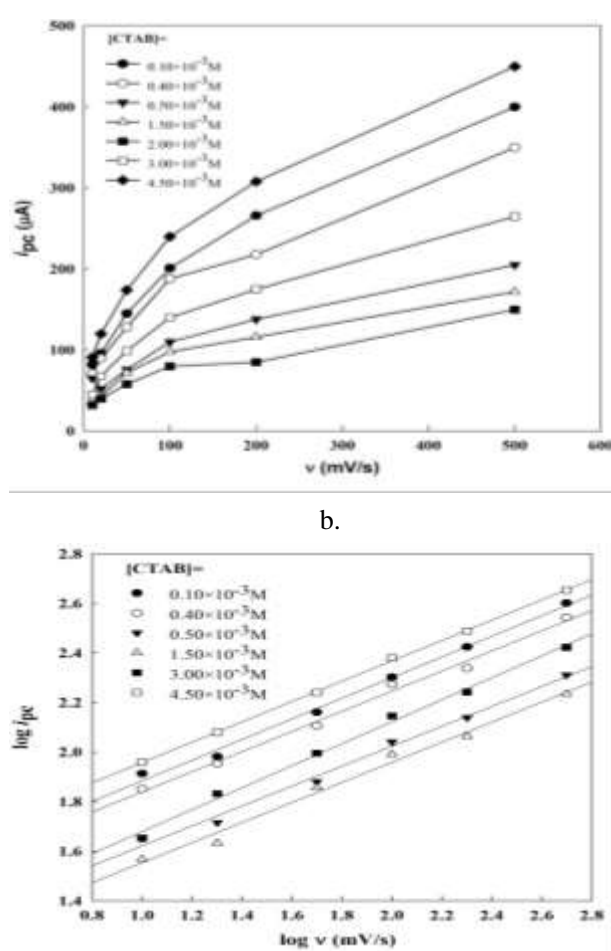 500
400
300
200
100
0
i_pc (μA)
[CTAB]=
0.10×10⁻³M
0.40×10⁻³M
0.50×10⁻³M
1.50×10⁻³M
2.00×10⁻³M
3.00×10⁻³M
4.50×10⁻³M
0 100 200 300 400 500 600
ν (mV/s)
b.
2.8
2.6
2.4
2.2
2.0
1.8
1.6
1.4
log i_pc
[CTAB]=
0.10×10⁻³M
0.40×10⁻³M
0.50×10⁻³M
1.50×10⁻³M
3.00×10⁻³M
4.50×10⁻³M
0.8 1.0 1.2 1.4 1.6 1.8 2.0 2.2 2.4 2.6 2.8
log ν (mV/s)